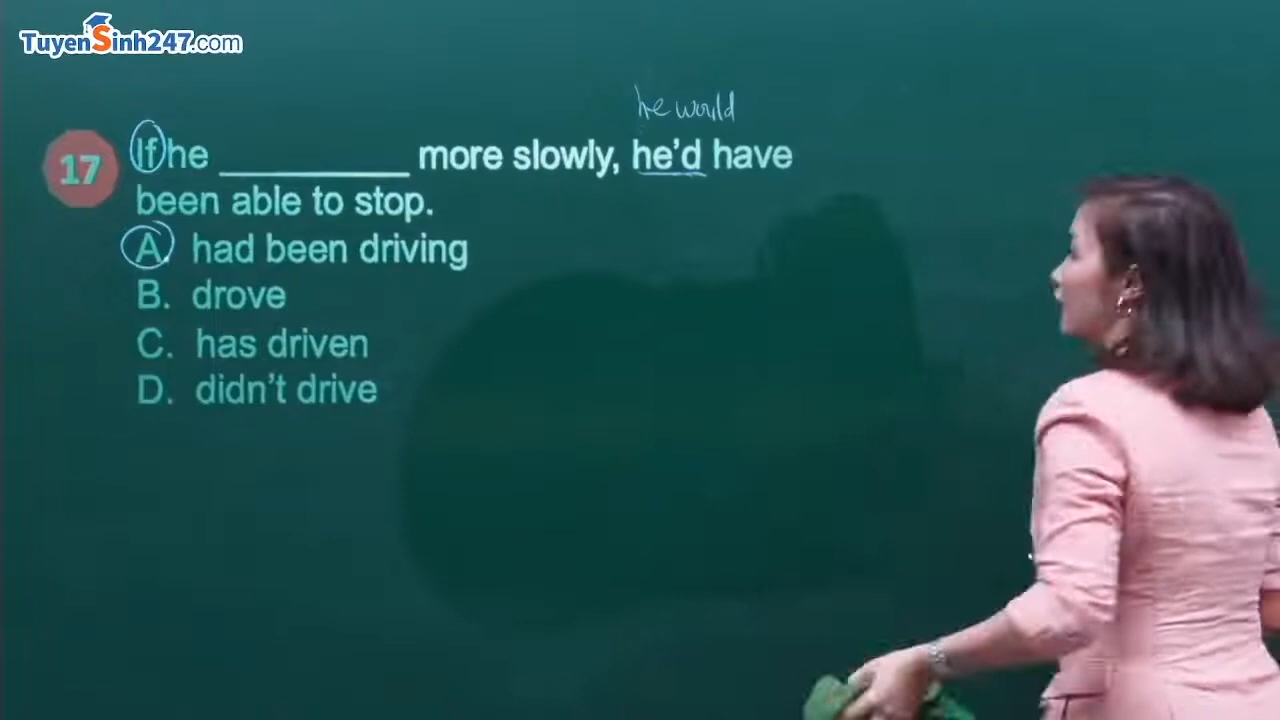 TuyenSinh247.com
he would
17
If he __________ more slowly, he'd have
been able to stop.
A. had been driving
B. drove
C. has driven
D. didn't drive